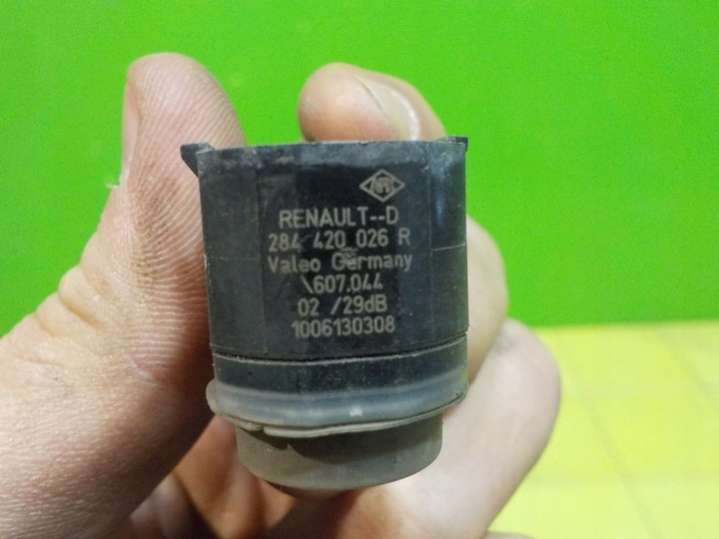 RENAULT--D
284 420 026 R
Valeo Germany
\607.044
02 /29dB
1006130308